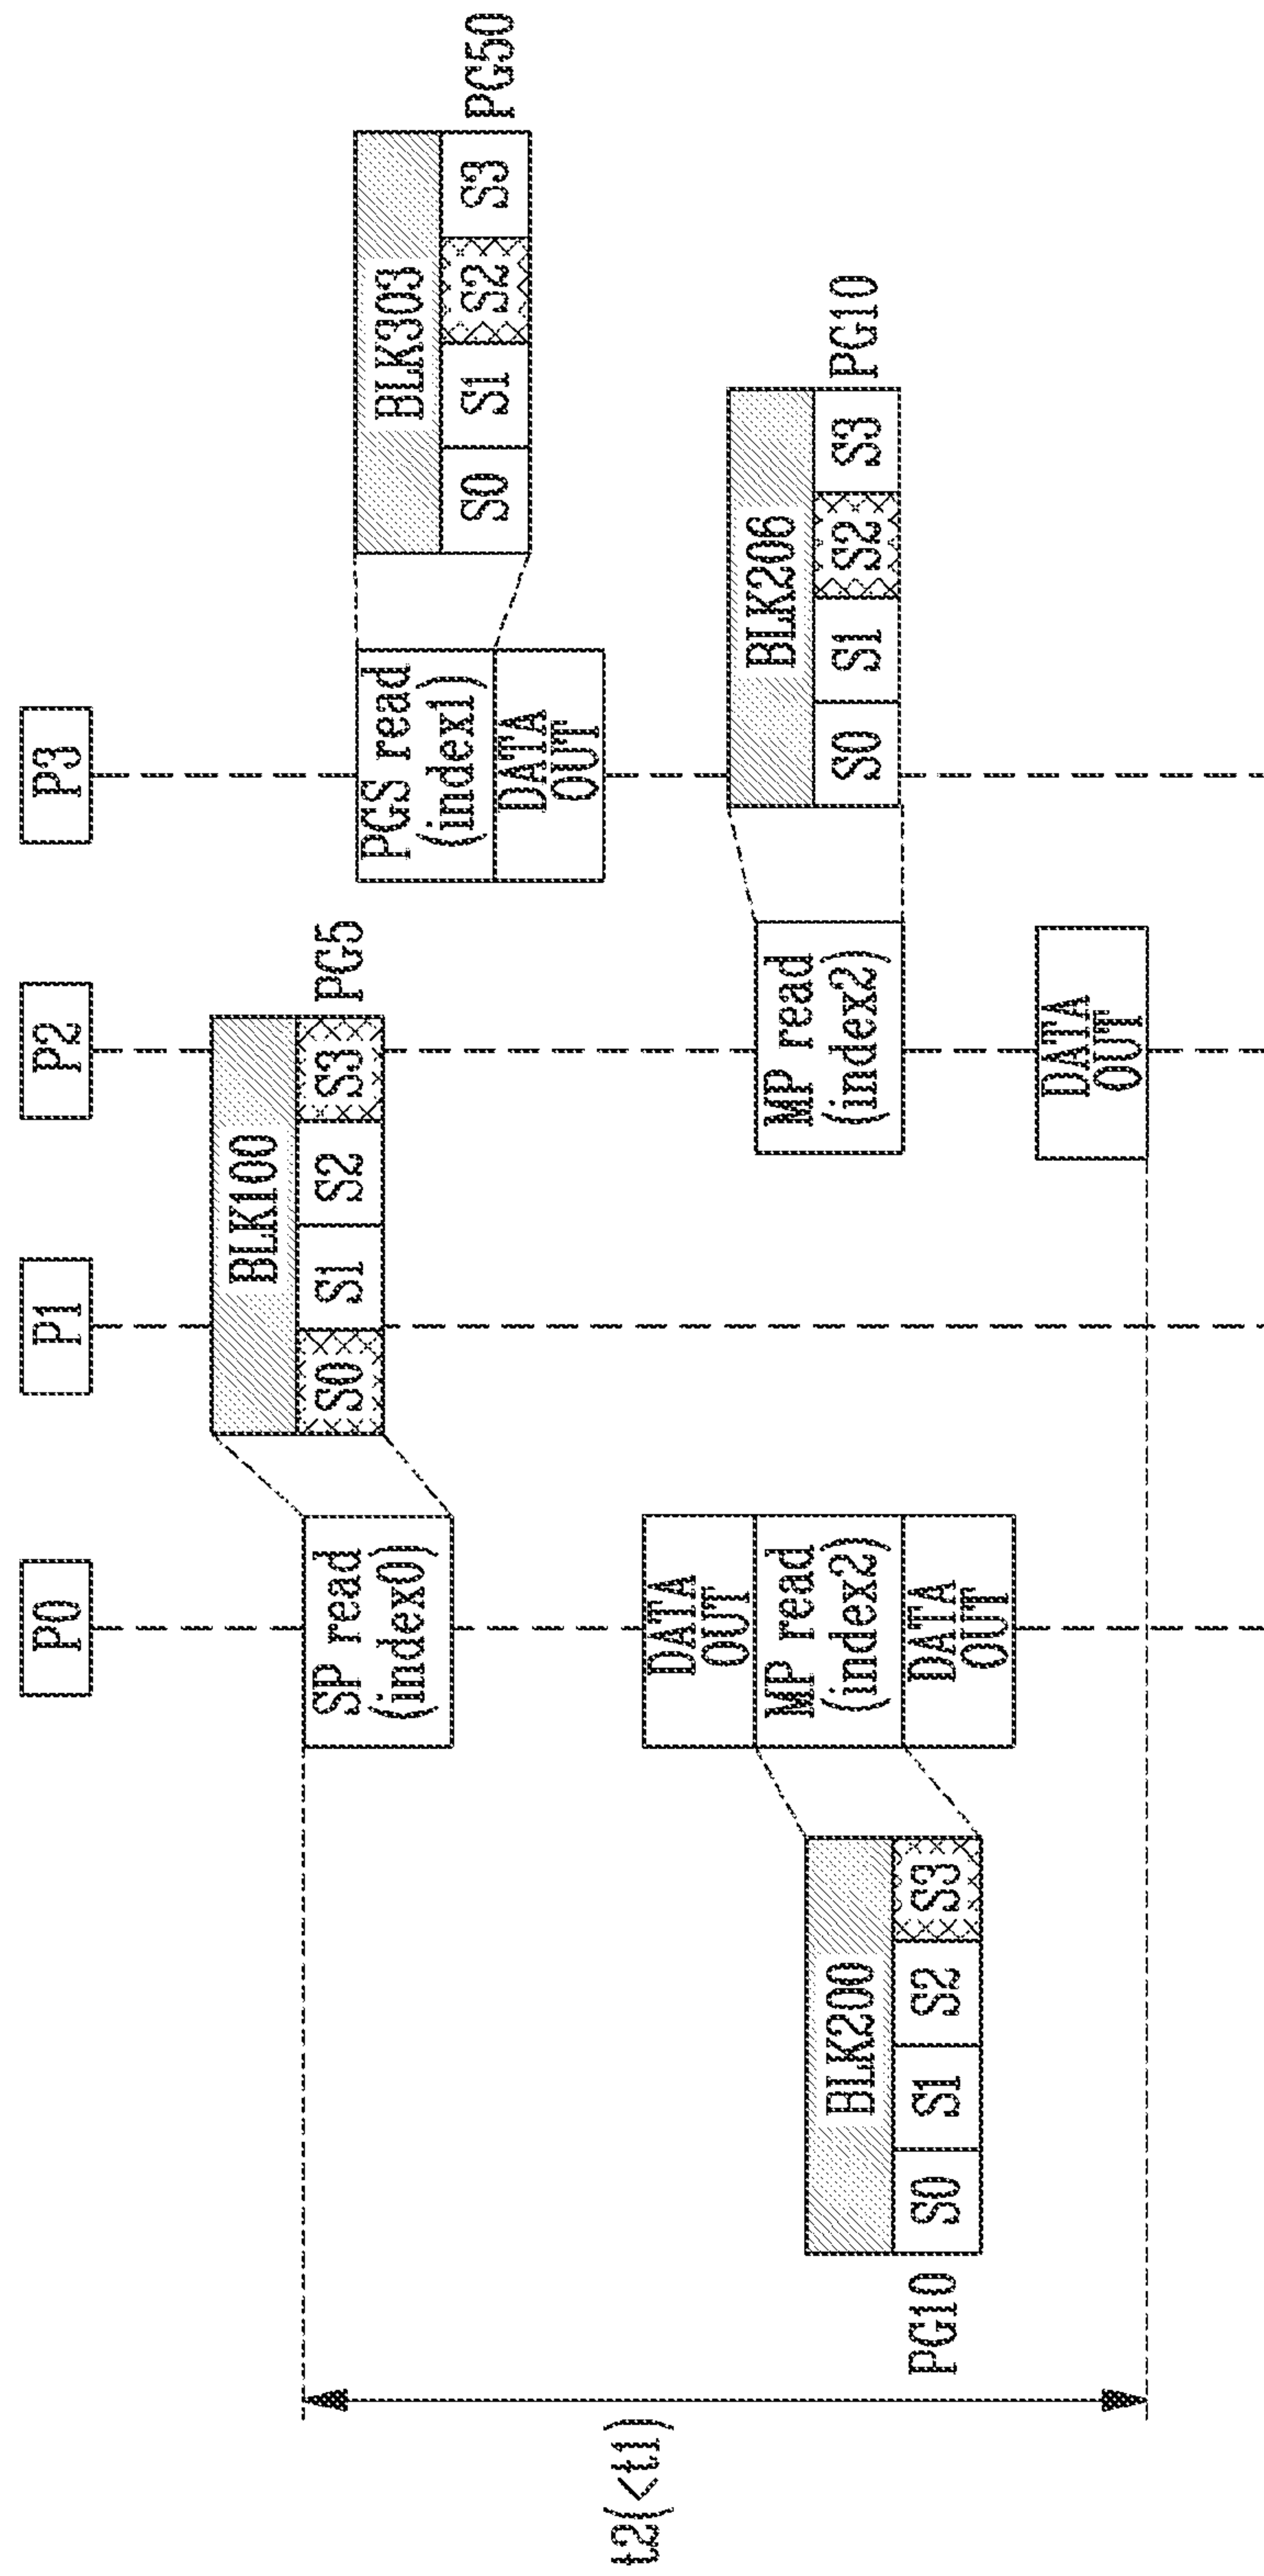 P0
P1
P2
P3
BLK100
S0
S1
S2
S3
PG5
SP read
(index0)
BLK303
S0
S1
S2
S3
PG50
PGS read
(index1)
DATA
OUT
t2(<t1)
DATA
OUT
MP read
(index2)
DATA
OUT
BLK200
PG10
S0
S1
S2
S3
MP read
(index2)
BLK206
S0
S1
S2
S3
PG10
DATA
OUT